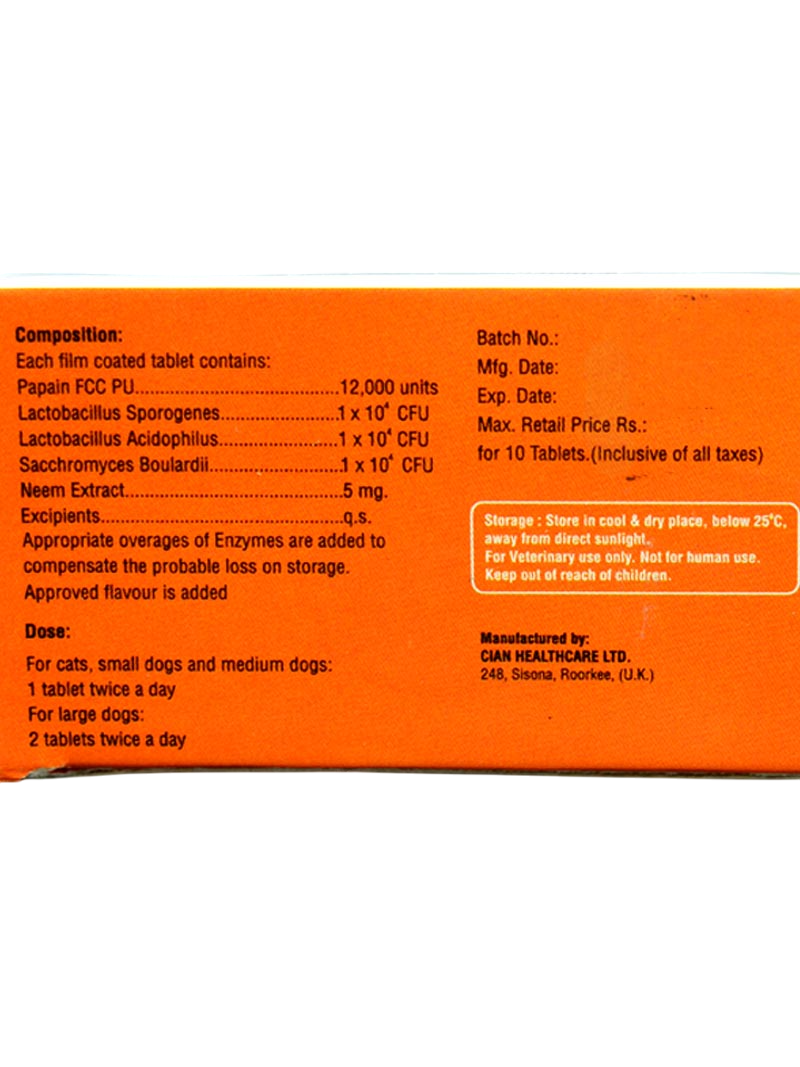 Composition:
Each film coated tablet contains:
Papain FCC PU..................................12,000 units
Lactobacillus Sporogenes....................1 x 10⁴ CFU
Lactobacillus Acidophilus....................1 x 10⁴ CFU
Sacchromyces Boulardii......................1 x 10⁴ CFU
Neem Extract....................................5 mg.
Excipients........................................q.s.
Appropriate overages of Enzymes are added to
compensate the probable loss on storage.
Approved flavour is added
Dose:
For cats, small dogs and medium dogs:
1 tablet twice a day
For large dogs:
2 tablets twice a day
Batch No.:
Mfg. Date:
Exp. Date:
Max. Retail Price Rs.:
for 10 Tablets.(Inclusive of all taxes)
Storage : Store in cool & dry place, below 25°C,
away from direct sunlight.
For Veterinary use only. Not for human use.
Keep out of reach of children.
Manufactured by:
CIAN HEALTHCARE LTD.
248, Sisona, Roorkee, (U.K.)